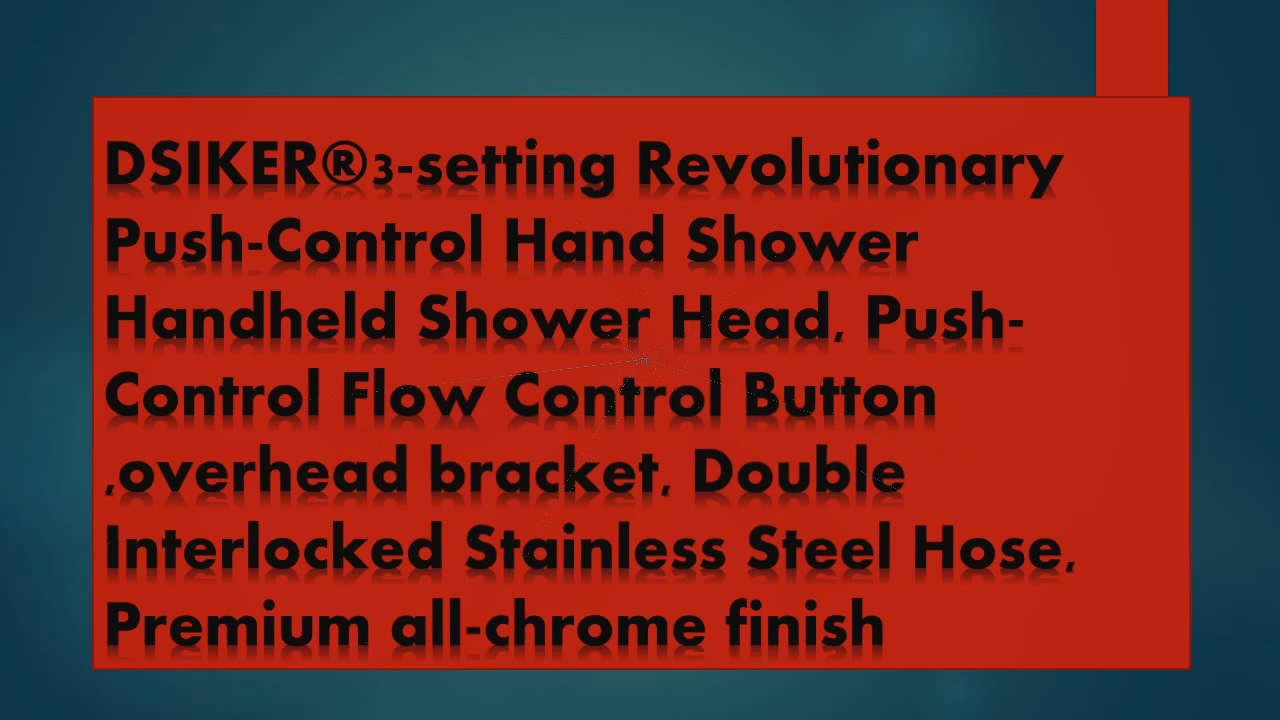 DSIKER®3-setting Revolutionary
Push-Control Hand Shower
Handheld Shower Head, Push-
Control Flow Control Button
,overhead bracket, Double
Interlocked Stainless Steel Hose,
Premium all-chrome finish